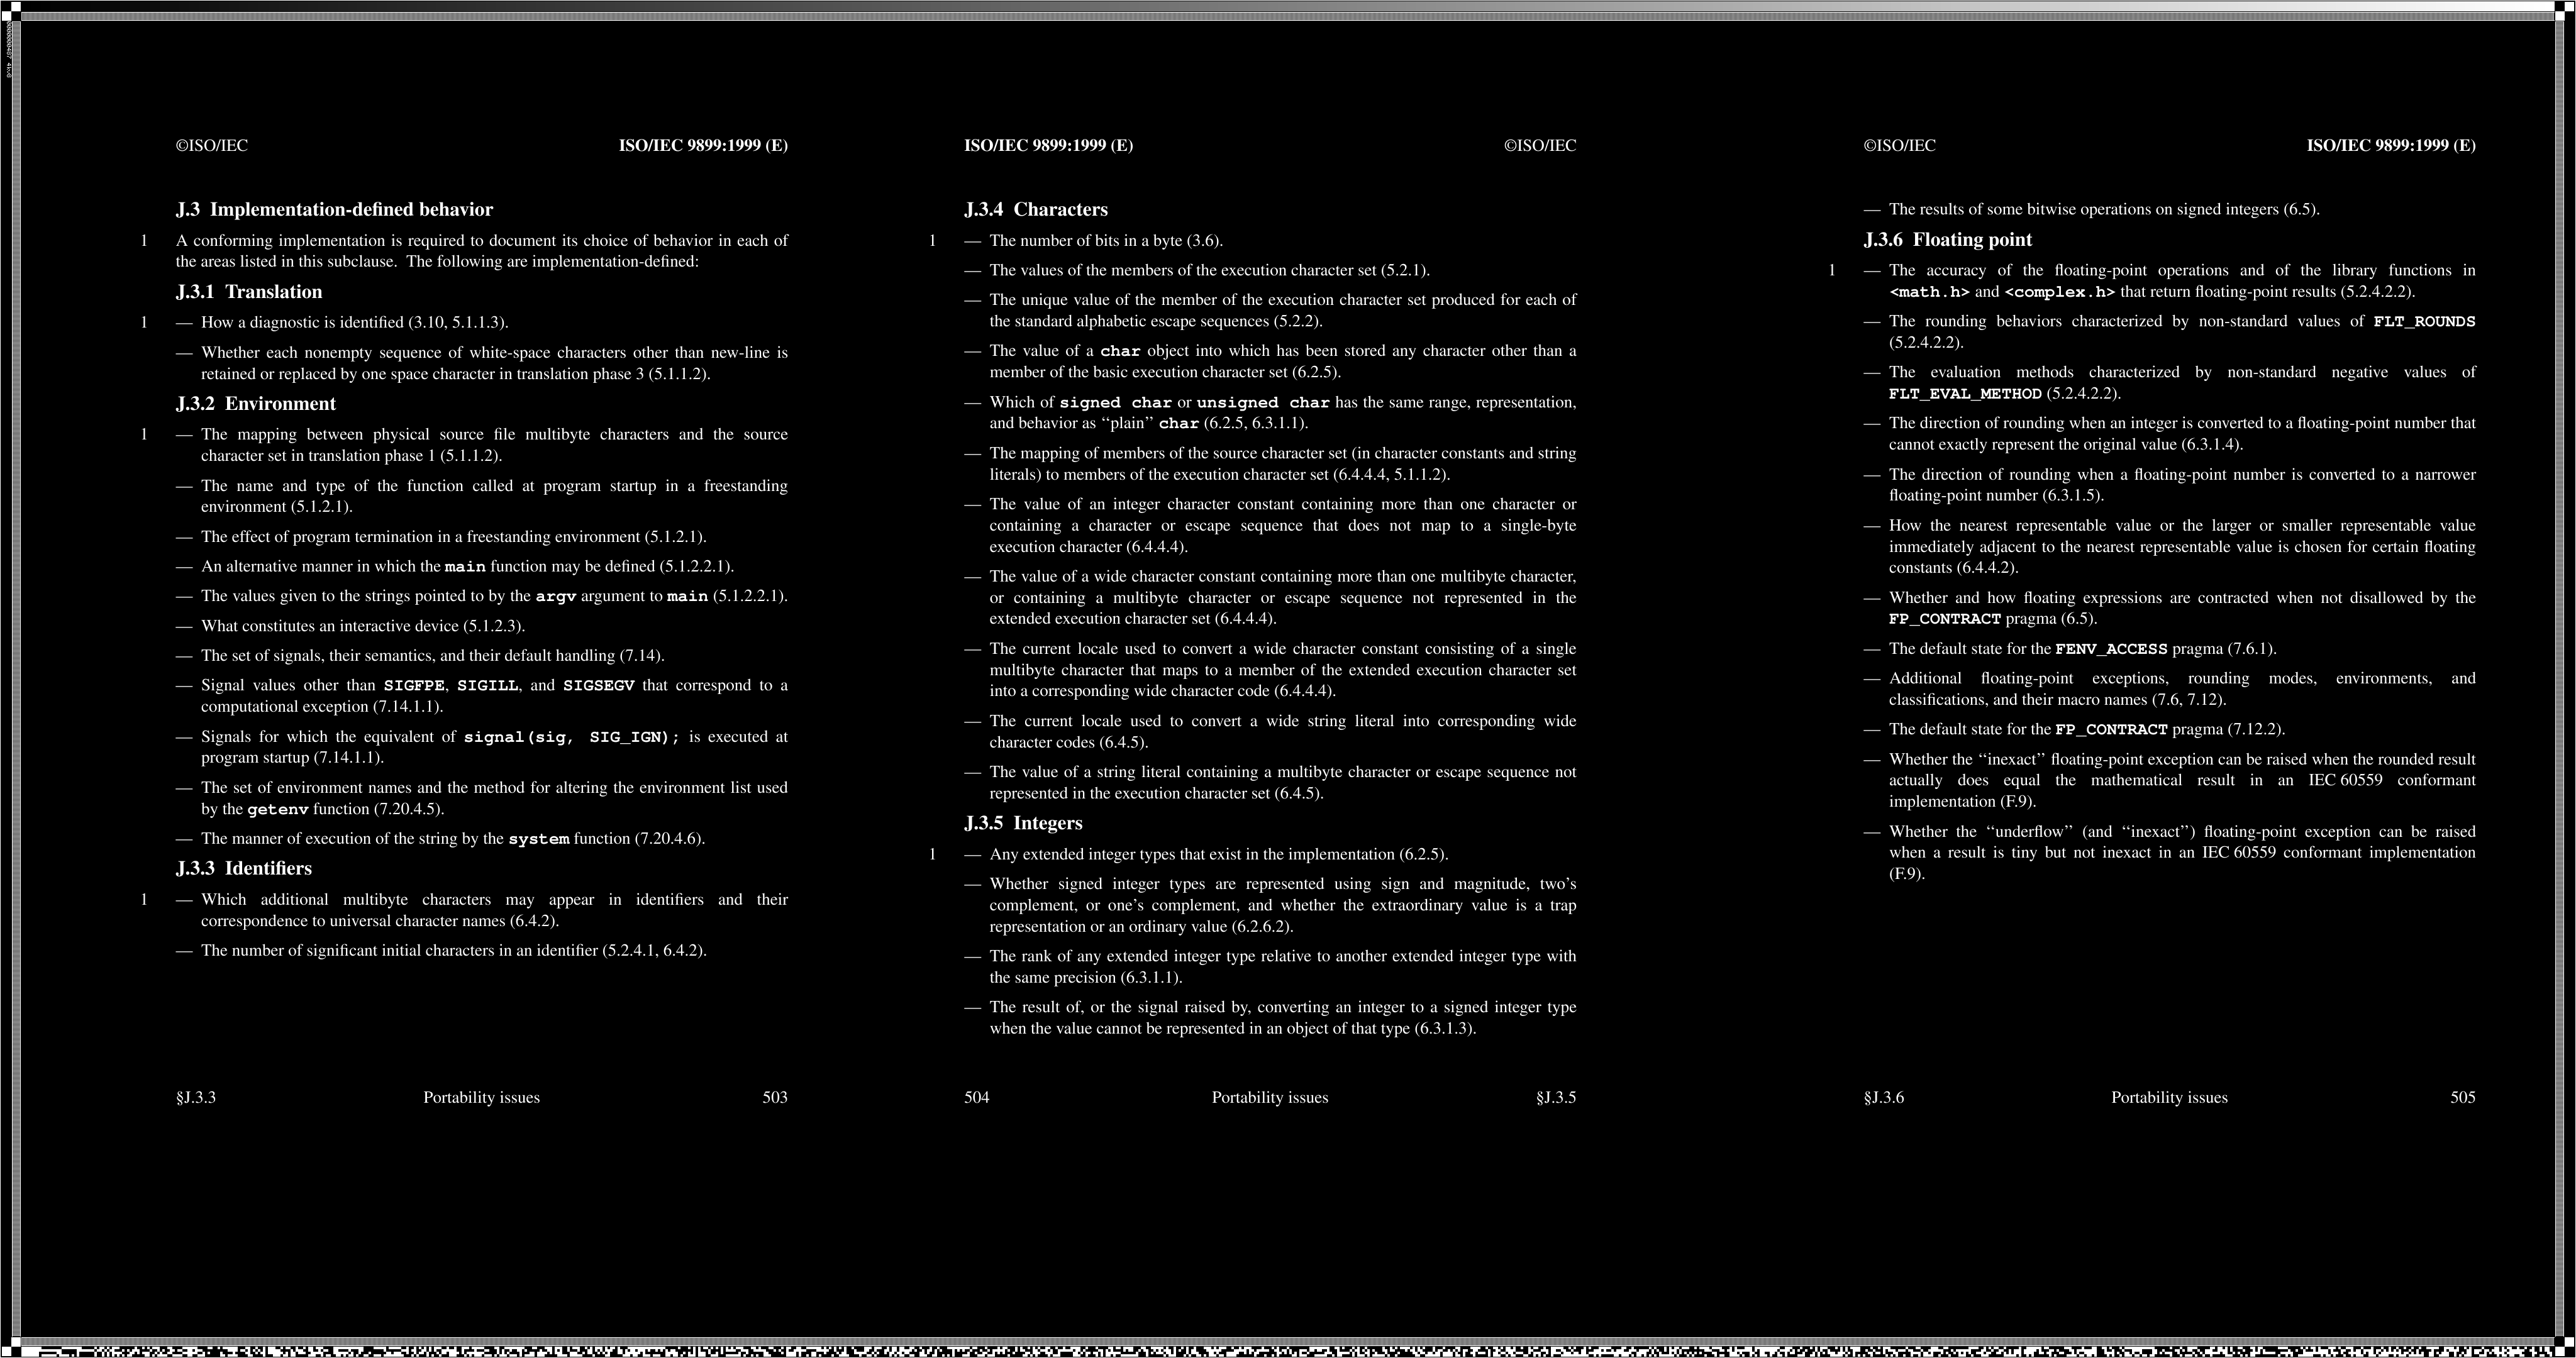 ©ISO/IEC ISO/IEC 9899:1999 (E)
J.3 Implementation-defined behavior
1 A conforming implementation is required to document its choice of behavior in each of
the areas listed in this subclause. The following are implementation-defined:
J.3.1 Translation
1 — How a diagnostic is identified (3.10, 5.1.1.3).
— Whether each nonempty sequence of white-space characters other than new-line is
retained or replaced by one space character in translation phase 3 (5.1.1.2).
J.3.2 Environment
1 — The mapping between physical source file multibyte characters and the source
character set in translation phase 1 (5.1.1.2).
— The name and type of the function called at program startup in a freestanding
environment (5.1.2.1).
— The effect of program termination in a freestanding environment (5.1.2.1).
— An alternative manner in which the main function may be defined (5.1.2.2.1).
— The values given to the strings pointed to by the argv argument to main (5.1.2.2.1).
— What constitutes an interactive device (5.1.2.3).
— The set of signals, their semantics, and their default handling (7.14).
— Signal values other than SIGFPE, SIGILL, and SIGSEGV that correspond to a
computational exception (7.14.1.1).
— Signals for which the equivalent of signal(sig, SIG_IGN); is executed at
program startup (7.14.1.1).
— The set of environment names and the method for altering the environment list used
by the getenv function (7.20.4.5).
— The manner of execution of the string by the system function (7.20.4.6).
J.3.3 Identifiers
1 — Which additional multibyte characters may appear in identifiers and their
correspondence to universal character names (6.4.2).
— The number of significant initial characters in an identifier (5.2.4.1, 6.4.2).
§J.3.3 Portability issues 503
ISO/IEC 9899:1999 (E) ©ISO/IEC
J.3.4 Characters
1 — The number of bits in a byte (3.6).
— The values of the members of the execution character set (5.2.1).
— The unique value of the member of the execution character set produced for each of
the standard alphabetic escape sequences (5.2.2).
— The value of a char object into which has been stored any character other than a
member of the basic execution character set (6.2.5).
— Which of signed char or unsigned char has the same range, representation,
and behavior as ‘‘plain’’ char (6.2.5, 6.3.1.1).
— The mapping of members of the source character set (in character constants and string
literals) to members of the execution character set (6.4.4.4, 5.1.1.2).
— The value of an integer character constant containing more than one character or
containing a character or escape sequence that does not map to a single-byte
execution character (6.4.4.4).
— The value of a wide character constant containing more than one multibyte character,
or containing a multibyte character or escape sequence not represented in the
extended execution character set (6.4.4.4).
— The current locale used to convert a wide character constant consisting of a single
multibyte character that maps to a member of the extended execution character set
into a corresponding wide character code (6.4.4.4).
— The current locale used to convert a wide string literal into corresponding wide
character codes (6.4.5).
— The value of a string literal containing a multibyte character or escape sequence not
represented in the execution character set (6.4.5).
J.3.5 Integers
1 — Any extended integer types that exist in the implementation (6.2.5).
— Whether signed integer types are represented using sign and magnitude, two’s
complement, or one’s complement, and whether the extraordinary value is a trap
representation or an ordinary value (6.2.6.2).
— The rank of any extended integer type relative to another extended integer type with
the same precision (6.3.1.1).
— The result of, or the signal raised by, converting an integer to a signed integer type
when the value cannot be represented in an object of that type (6.3.1.3).
504 Portability issues §J.3.5
©ISO/IEC ISO/IEC 9899:1999 (E)
— The results of some bitwise operations on signed integers (6.5).
J.3.6 Floating point
1 — The accuracy of the floating-point operations and of the library functions in
<math.h> and <complex.h> that return floating-point results (5.2.4.2.2).
— The rounding behaviors characterized by non-standard values of FLT_ROUNDS
(5.2.4.2.2).
— The evaluation methods characterized by non-standard negative values of
FLT_EVAL_METHOD (5.2.4.2.2).
— The direction of rounding when an integer is converted to a floating-point number that
cannot exactly represent the original value (6.3.1.4).
— The direction of rounding when a floating-point number is converted to a narrower
floating-point number (6.3.1.5).
— How the nearest representable value or the larger or smaller representable value
immediately adjacent to the nearest representable value is chosen for certain floating
constants (6.4.4.2).
— Whether and how floating expressions are contracted when not disallowed by the
FP_CONTRACT pragma (6.5).
— The default state for the FENV_ACCESS pragma (7.6.1).
— Additional floating-point exceptions, rounding modes, environments, and
classifications, and their macro names (7.6, 7.12).
— The default state for the FP_CONTRACT pragma (7.12.2).
— Whether the ‘‘inexact’’ floating-point exception can be raised when the rounded result
actually does equal the mathematical result in an IEC 60559 conformant
implementation (F.9).
— Whether the ‘‘underflow’’ (and ‘‘inexact’’) floating-point exception can be raised
when a result is tiny but not inexact in an IEC 60559 conformant implementation
(F.9).
§J.3.6 Portability issues 505